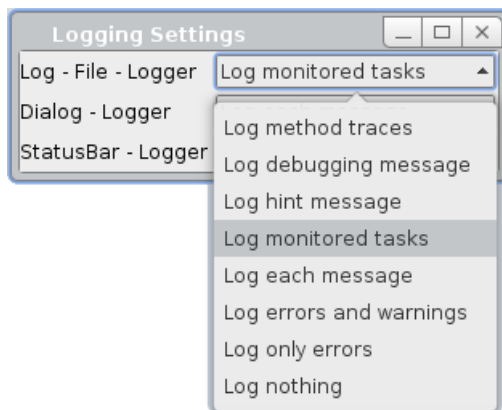 Logging Settings
Log - File - Logger Log monitored tasks
Dialog - Logger
StatusBar - Logger
Log method traces
Log debugging message
Log hint message
Log monitored tasks
Log each message
Log errors and warnings
Log only errors
Log nothing